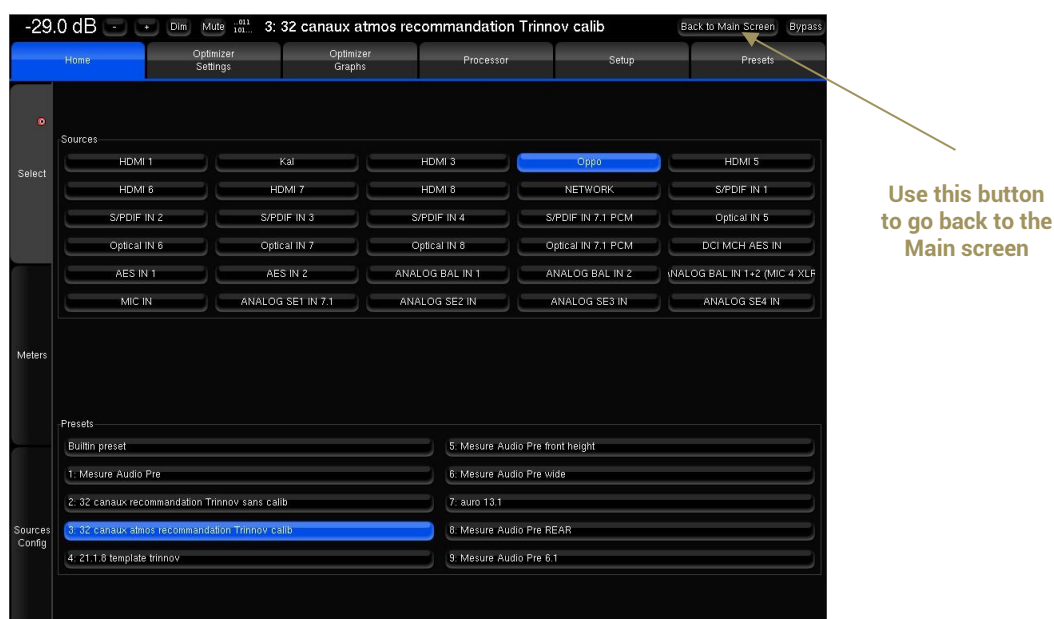 -29.0 dB - + Dim Mute ..011 101... 3: 32 canaux atmos recommandation Trinnov calib Back to Main Screen Bypass
Home
Optimizer Settings
Optimizer Graphs
Processor
Setup
Presets
Select
Sources
HDMI 1 Kal HDMI 3 Oppo HDMI 5
HDMI 6 HDMI 7 HDMI 8 NETWORK S/PDIF IN 1
S/PDIF IN 2 S/PDIF IN 3 S/PDIF IN 4 S/PDIF IN 7.1 PCM Optical IN 5
Optical IN 6 Optical IN 7 Optical IN 8 Optical IN 7.1 PCM DCI MCH AES IN
AES IN 1 AES IN 2 ANALOG BAL IN 1 ANALOG BAL IN 2 ANALOG BAL IN 1+2 (MIC 4 XLR
MIC IN ANALOG SE1 IN 7.1 ANALOG SE2 IN ANALOG SE3 IN ANALOG SE4 IN
Use this button
to go back to the
Main screen
Meters
Presets
Builtin preset 5: Mesure Audio Pre front height
1: Mesure Audio Pre 6: Mesure Audio Pre wide
2: 32 canaux recommandation Trinnov sans calib 7: auro 13.1
3: 32 canaux atmos recommandation Trinnov calib 8: Mesure Audio Pre REAR
4: 21.1.8 template trinnov 9: Mesure Audio Pre 6.1
Sources
Config